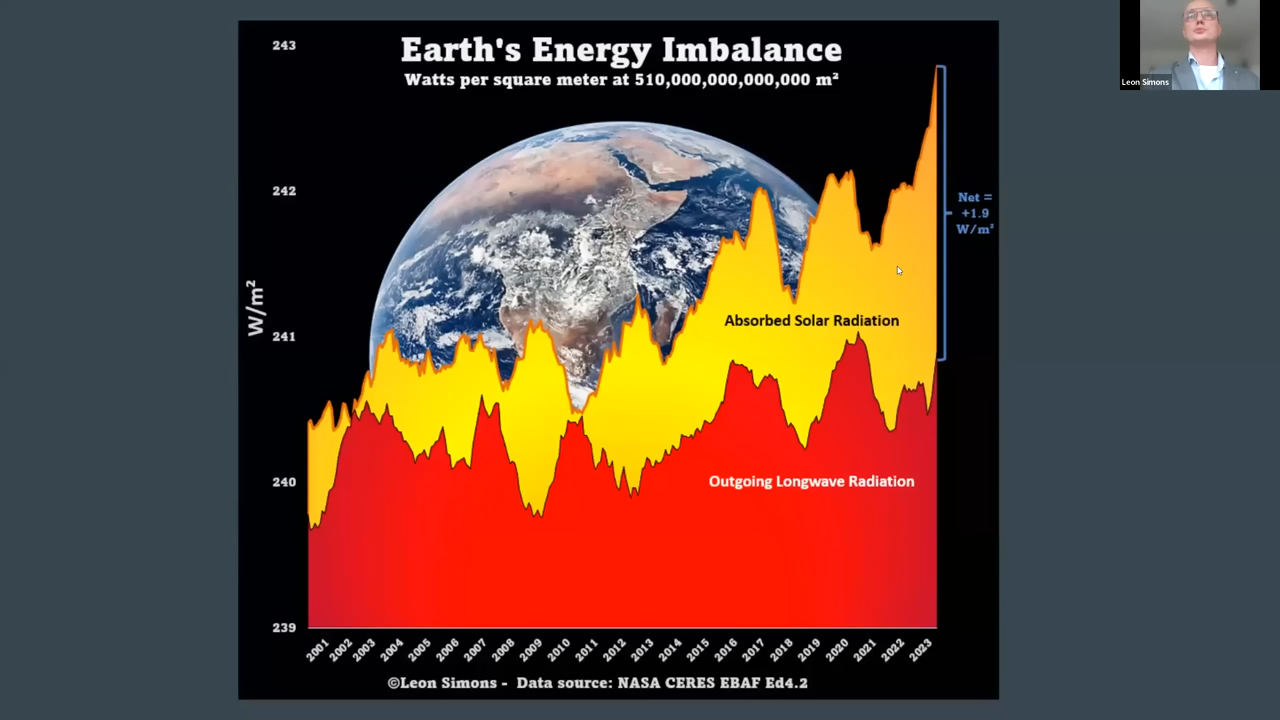 Earth's Energy Imbalance
Watts per square meter at 510,000,000,000,000 m²
Leon Simons
243
242
241
240
239
W/m²
Net =
+1.9
W/m²
Absorbed Solar Radiation
Outgoing Longwave Radiation
2001 2002 2003 2004 2005 2006 2007 2008 2009 2010 2011 2012 2013 2014 2015 2016 2017 2018 2019 2020 2021 2022 2023
©Leon Simons - Data source: NASA CERES EBAF Ed4.2